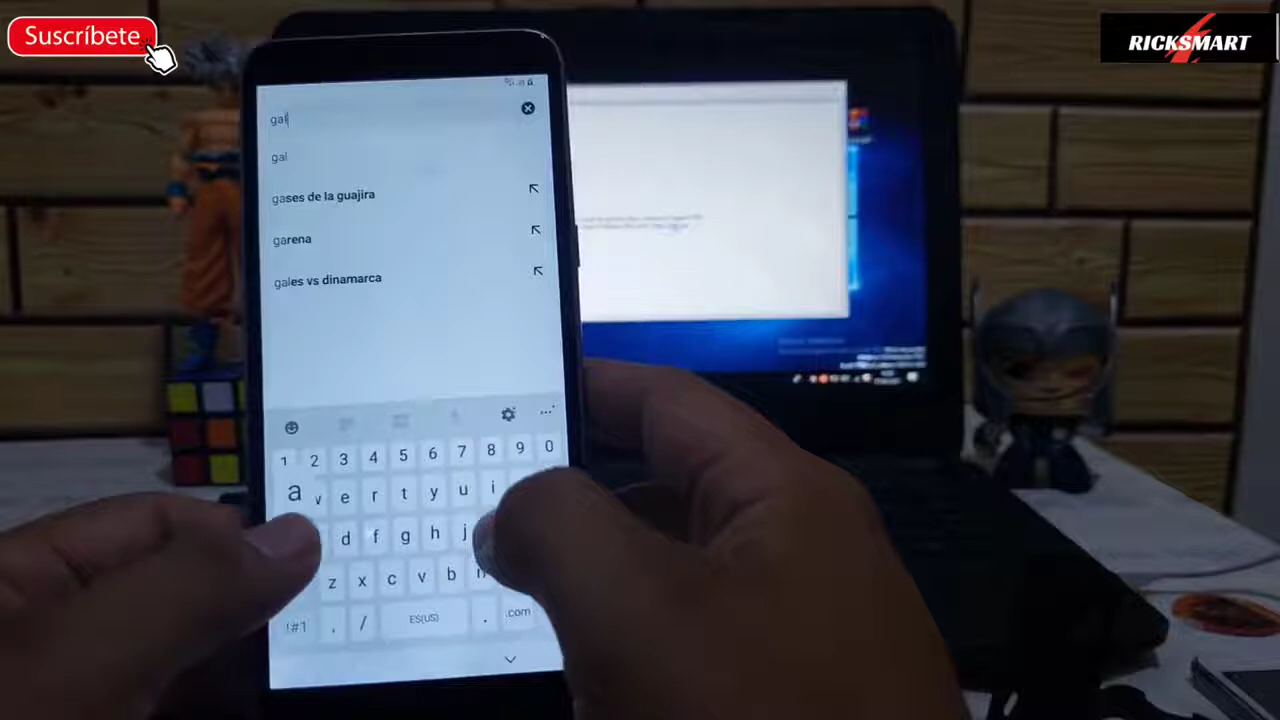 Suscríbete
RICKSMART
gal
gal
gases de la guajira
garena
gales vs dinamarca
1 2 3 4 5 6 7 8 9 0
a v e r t y u i
d f g h j
z x c v b
!#1 , / ES(US) . .com